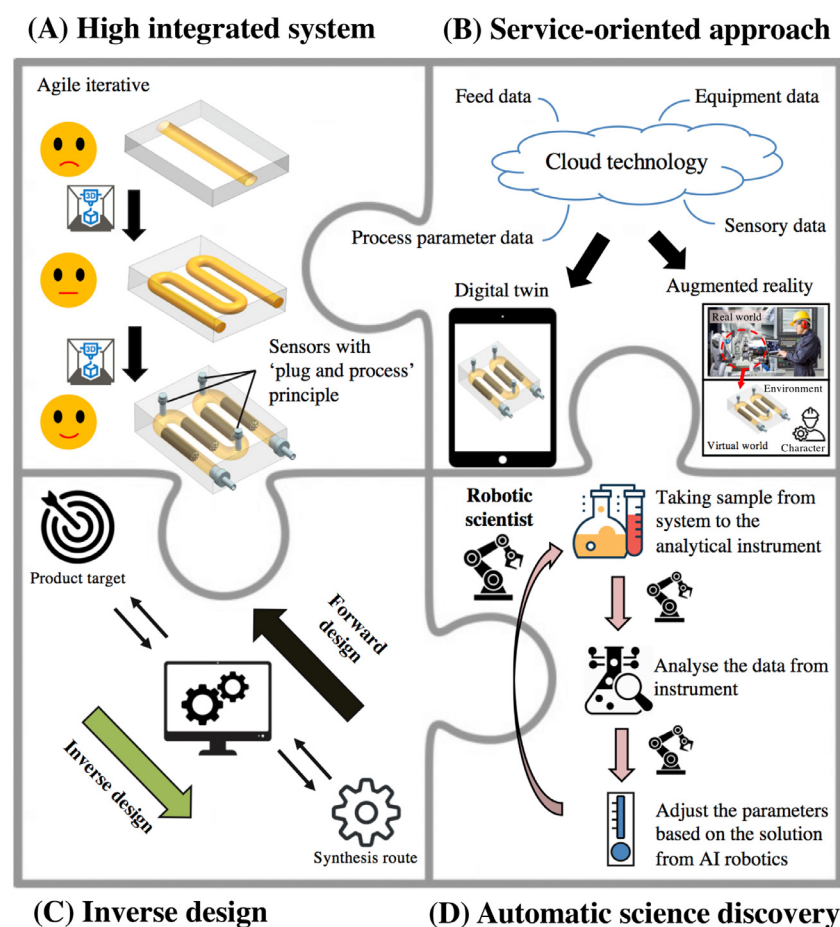 (A) High integrated system
(B) Service-oriented approach
Agile iterative
3D
3D
Sensors with
‘plug and process’
principle
Feed data
Equipment data
Cloud technology
Process parameter data
Sensory data
Digital twin
Augmented reality
Real world
Environment
Virtual world
Character
Product target
Forward
design
Inverse design
Synthesis route
Robotic
scientist
Taking sample from
system to the
analytical instrument
Analyse the data from
instrument
Adjust the parameters
based on the solution
from AI robotics
(C) Inverse design
(D) Automatic science discovery